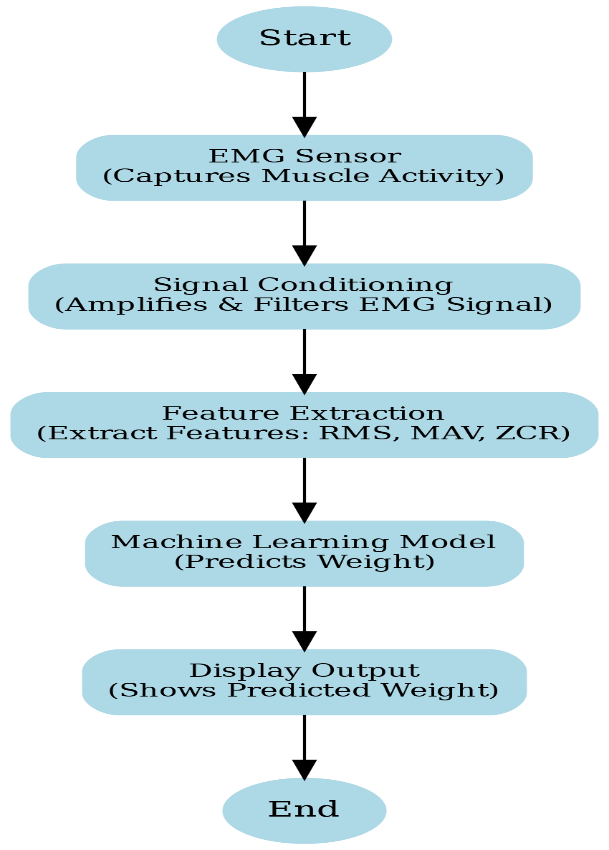 Start
EMG Sensor
(Captures Muscle Activity)
Signal Conditioning
(Amplifies & Filters EMG Signal)
Feature Extraction
(Extract Features: RMS, MAV, ZCR)
Machine Learning Model
(Predicts Weight)
Display Output
(Shows Predicted Weight)
End